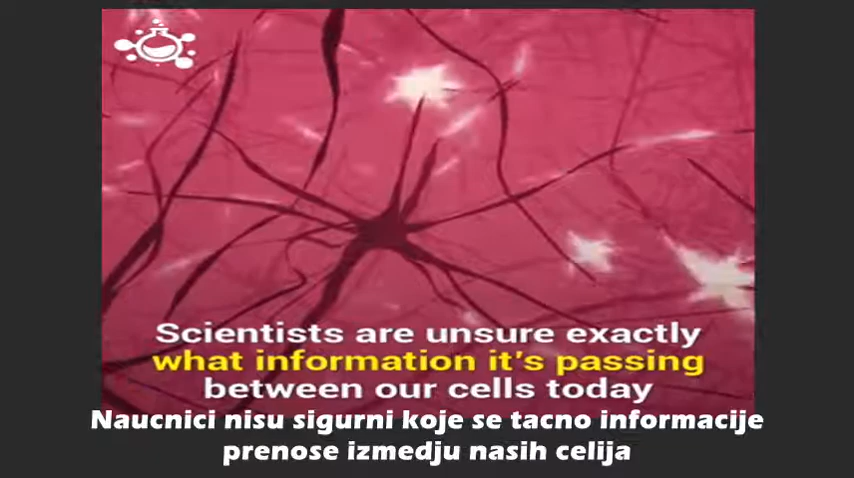 Scientists are unsure exactly
what information it's passing
between our cells today
Naucnici nisu sigurni koje se tacno informacije
prenose izmedju nasih celija